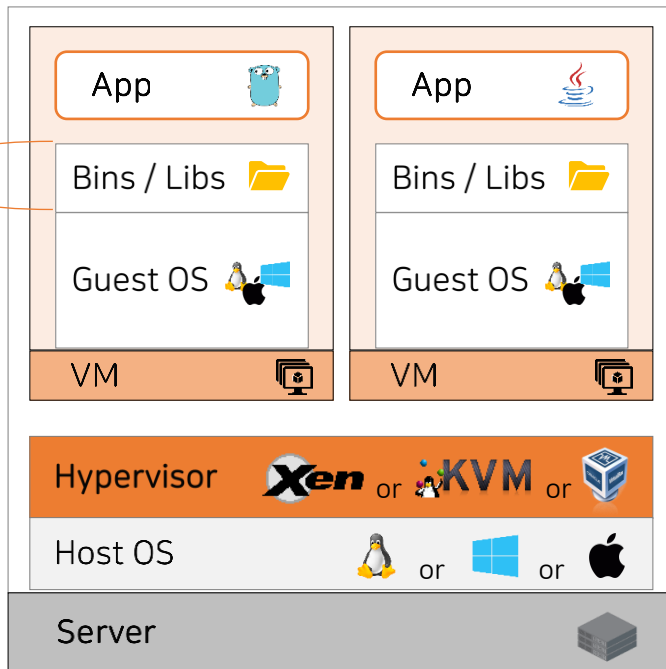 App
App
Bins / Libs
Bins / Libs
Guest OS
Guest OS
VM
VM
Hypervisor Xen or KVM or
Host OS or or
Server